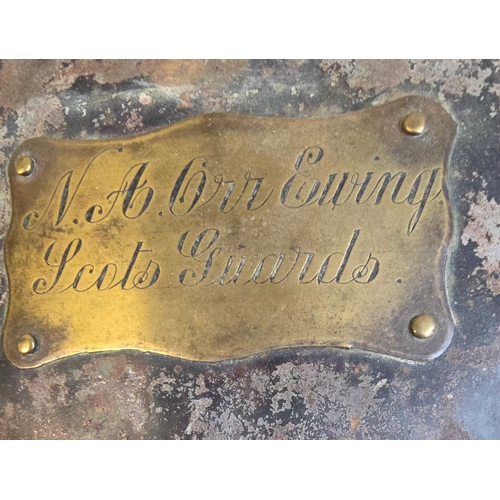 N. A. Orr Ewing.
Scots Guards.